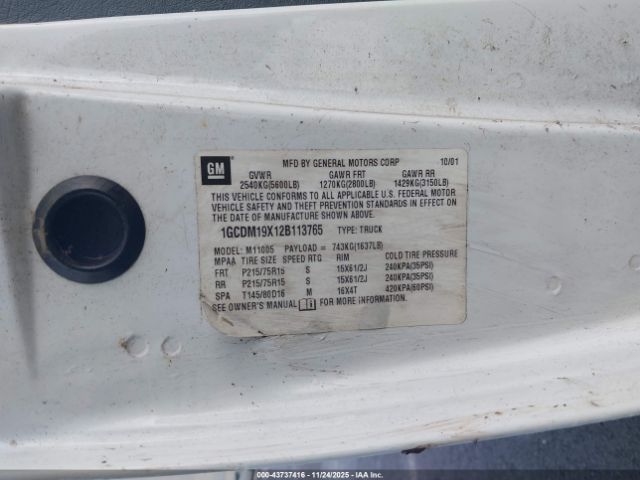 GM
MFD BY GENERAL MOTORS CORP 10/01
GVWR GAWR FRT GAWR RR
2540KG(5600LB) 1270KG(2800LB) 1429KG(3150LB)
THIS VEHICLE CONFORMS TO ALL APPLICABLE U.S. FEDERAL MOTOR
VEHICLE SAFETY AND THEFT PREVENTION STANDARDS IN EFFECT ON
THE DATE OF MANUFACTURE SHOWN ABOVE.
1GCDM19X12B113765 TYPE: TRUCK
MODEL: M11005 PAYLOAD = 743KG(1637LB)
MPAA TIRE SIZE SPEED RTG RIM COLD TIRE PRESSURE
FRT P215/75R15 S 15X61/2J 240KPA(35PSI)
RR P215/75R15 S 15X61/2J 240KPA(35PSI)
SPA T145/80D16 M 16X4T 420KPA(60PSI)
SEE OWNER'S MANUAL FOR MORE INFORMATION.
000-43737416 - 11/24/2025 - IAAI.com